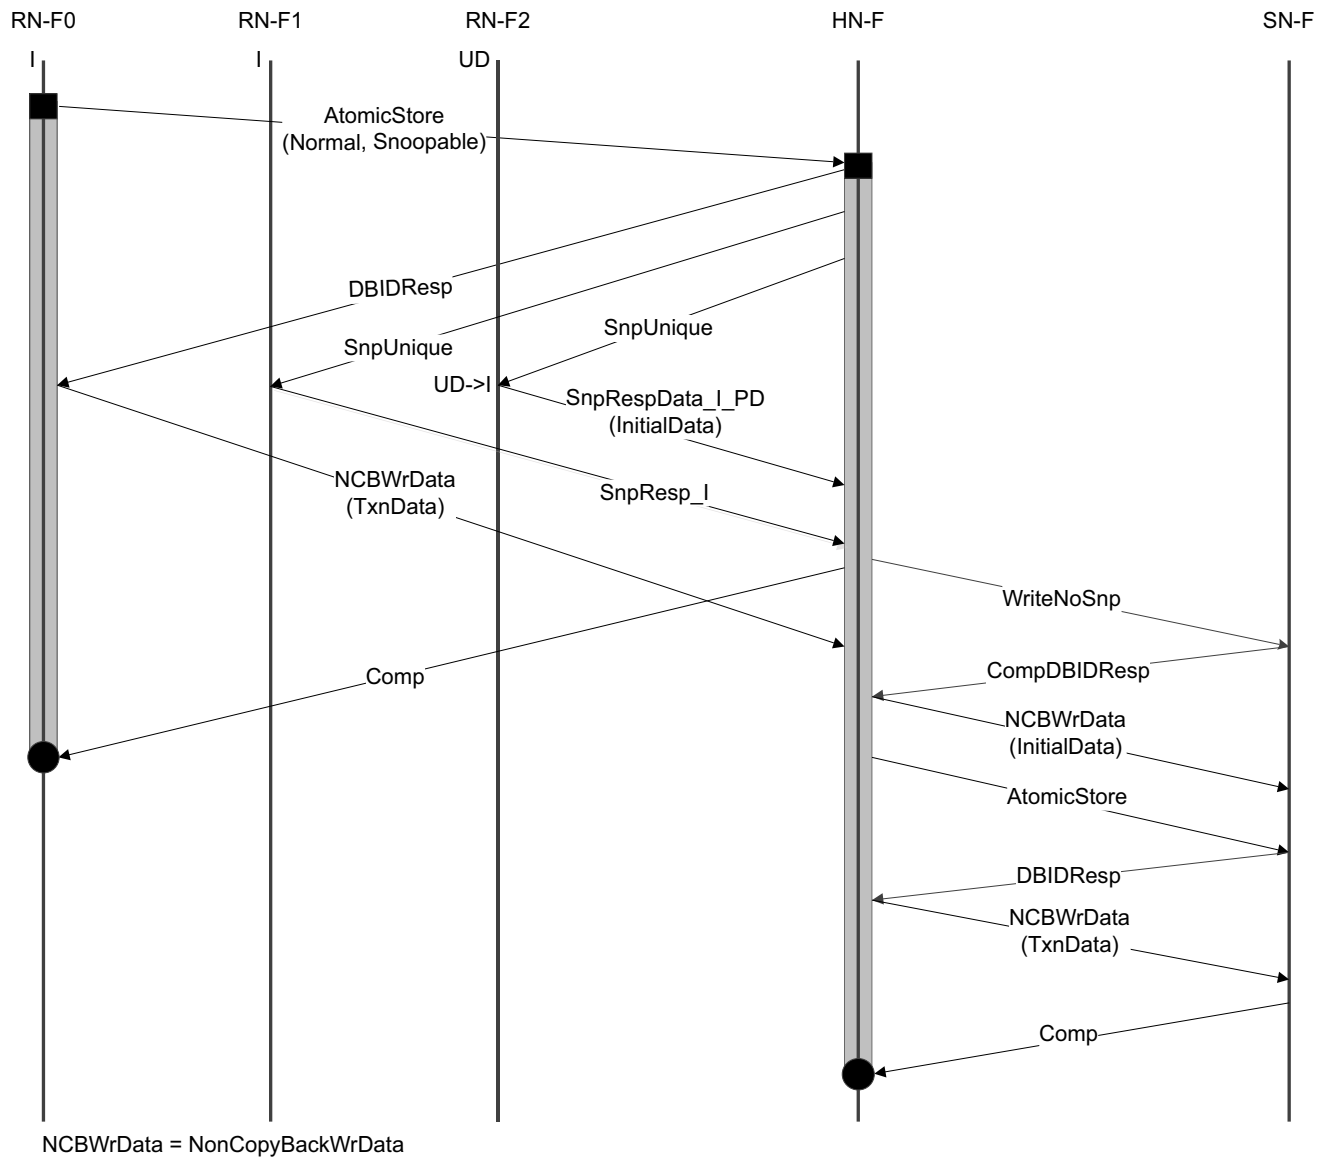 RN-F0
RN-F1
RN-F2
HN-F
SN-F
I
I
UD
AtomicStore
(Normal, Snoopable)
DBIDResp
SnpUnique
SnpUnique
UD->I
SnpRespData_I_PD
(InitialData)
NCBWrData
(TxnData)
SnpResp_I
WriteNoSnp
Comp
CompDBIDResp
NCBWrData
(InitialData)
AtomicStore
DBIDResp
NCBWrData
(TxnData)
Comp
NCBWrData = NonCopyBackWrData